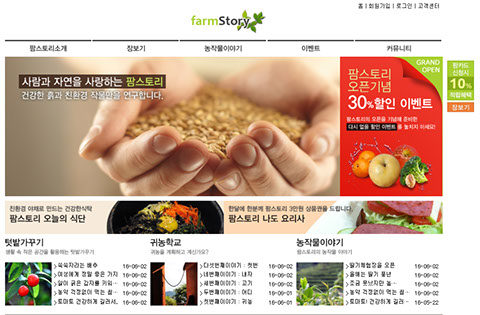 홈 | 회원가입 | 로그인 | 고객센터
farmStory
팜스토리소개 장보기 농작물이야기 이벤트 커뮤니티
사람과 자연을 사랑하는 팜스토리
건강한 흙과 친환경 작물만을 연구합니다.
GRAND
OPEN
팜스토리
오픈기념
30%할인 이벤트
팜스토리의 오픈을 기념해 준비한
다시 없을 할인 이벤트를 놓치지 마세요!
팜카드
신청시
10%
적립혜택
장보기
친환경 야채로 만드는 건강한식탁
팜스토리 오늘의 식단
한달에 한분께 팜스토리 3만원 상품권을 드립니다.
팜스토리 나도 요리사
텃밭가꾸기
생활 속 작은 공간을 활용하는 텃밭가꾸기
> 쑥쑥자라는 배추 16-06-02
> 여성에게 정말 좋은 가지 16-06-02
> 알이 굵은 감자를 키워… 16-06-02
> 농약 걱정없이 먹는 쌈… 16-06-02
> 토마토 건강하게 길러서… 16-06-02
귀농학교
귀농을 계획하고 계신가요?
> 다섯번째이야기 : 첫번 16-06-02
> 네번째이야기 : 내자 16-06-02
> 세번째이야기 : 고기 16-06-02
> 두번째이야기 : 어디 16-06-01
> 첫번째이야기 : 귀농 16-06-01
농작물이야기
팜스토리의 농작물 이야기
> 딸기체험장을 오픈 16-06-02
> 올해는 딸기 풍년 16-06-02
> 조금 못났지만 농… 16-06-02
> 농약 걱정없이 먹는 쌈… 16-06-02
> 토마토 건강하게 길러… 16-05-22